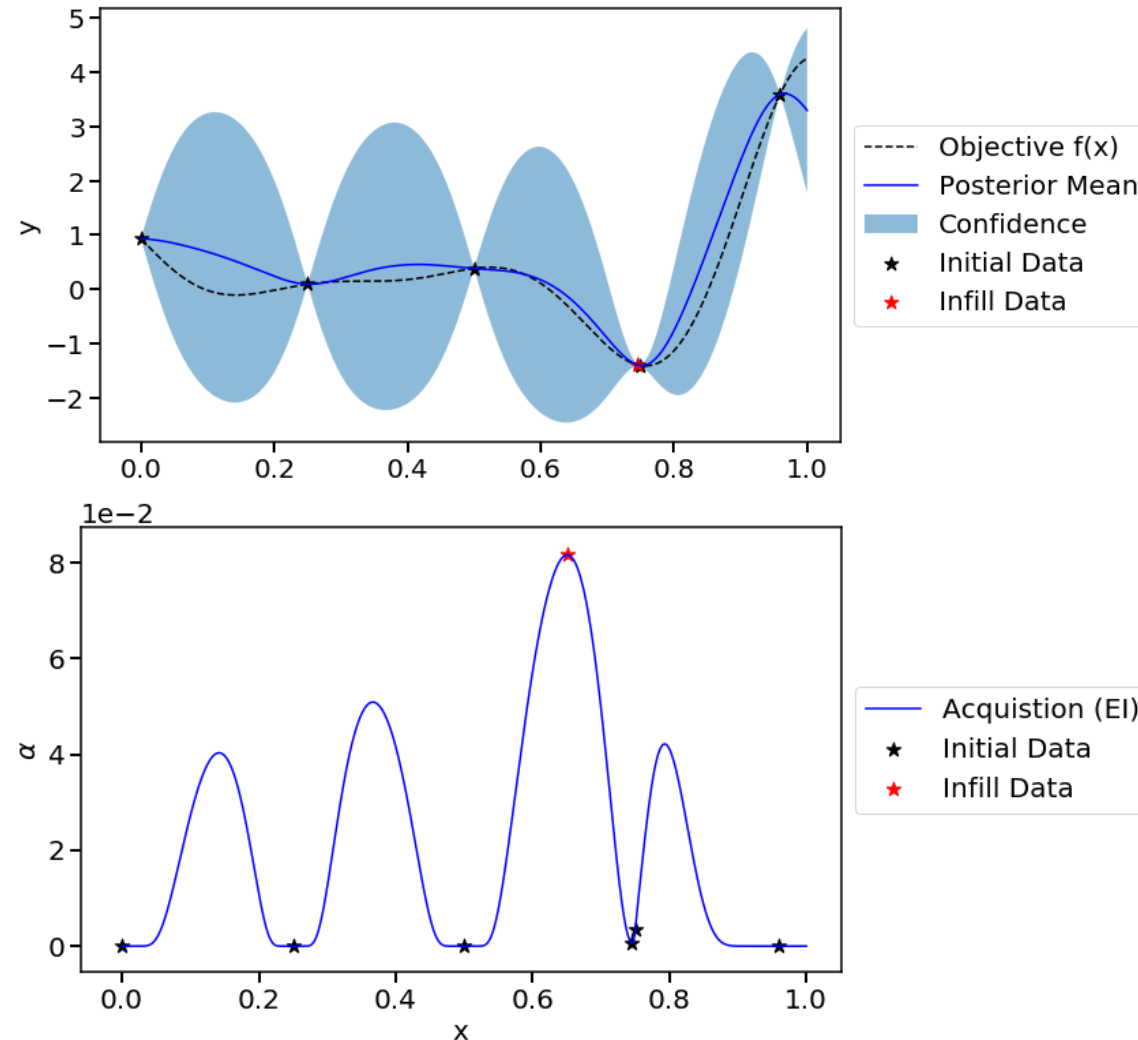 5
4
3
2
1
0
−1
−2
y
0.0 0.2 0.4 0.6 0.8 1.0
Objective f(x)
Posterior Mean
Confidence
Initial Data
Infill Data
1e−2
8
6
4
2
0
α
0.0 0.2 0.4 0.6 0.8 1.0
x
Acquistion (EI)
Initial Data
Infill Data